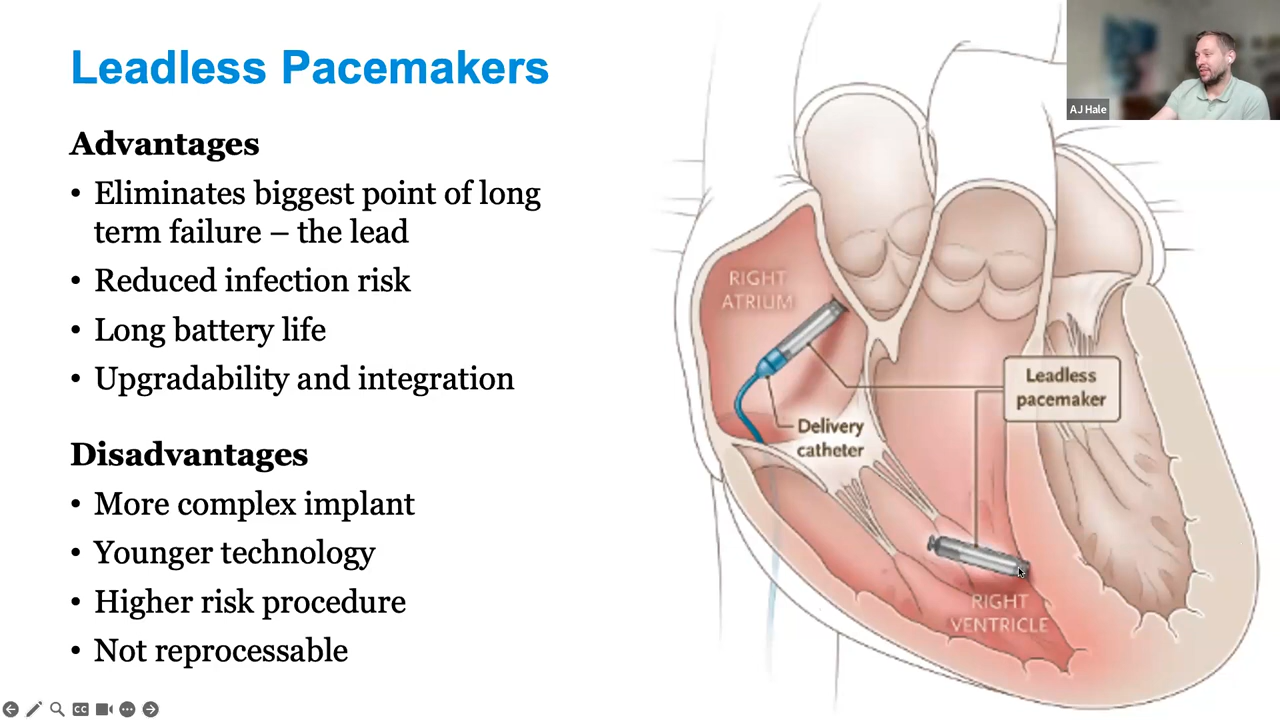 Leadless Pacemakers
Advantages
• Eliminates biggest point of long
term failure – the lead
• Reduced infection risk
• Long battery life
• Upgradability and integration
Disadvantages
• More complex implant
• Younger technology
• Higher risk procedure
• Not reprocessable
RIGHT
ATRIUM
Leadless
pacemaker
Delivery
catheter
RIGHT
VENTRICLE
AJ Hale
CC